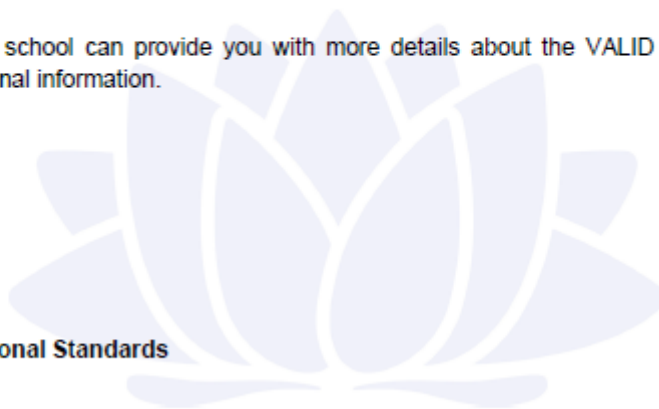 school can provide you with more details about the VALID
nal information.
onal Standards